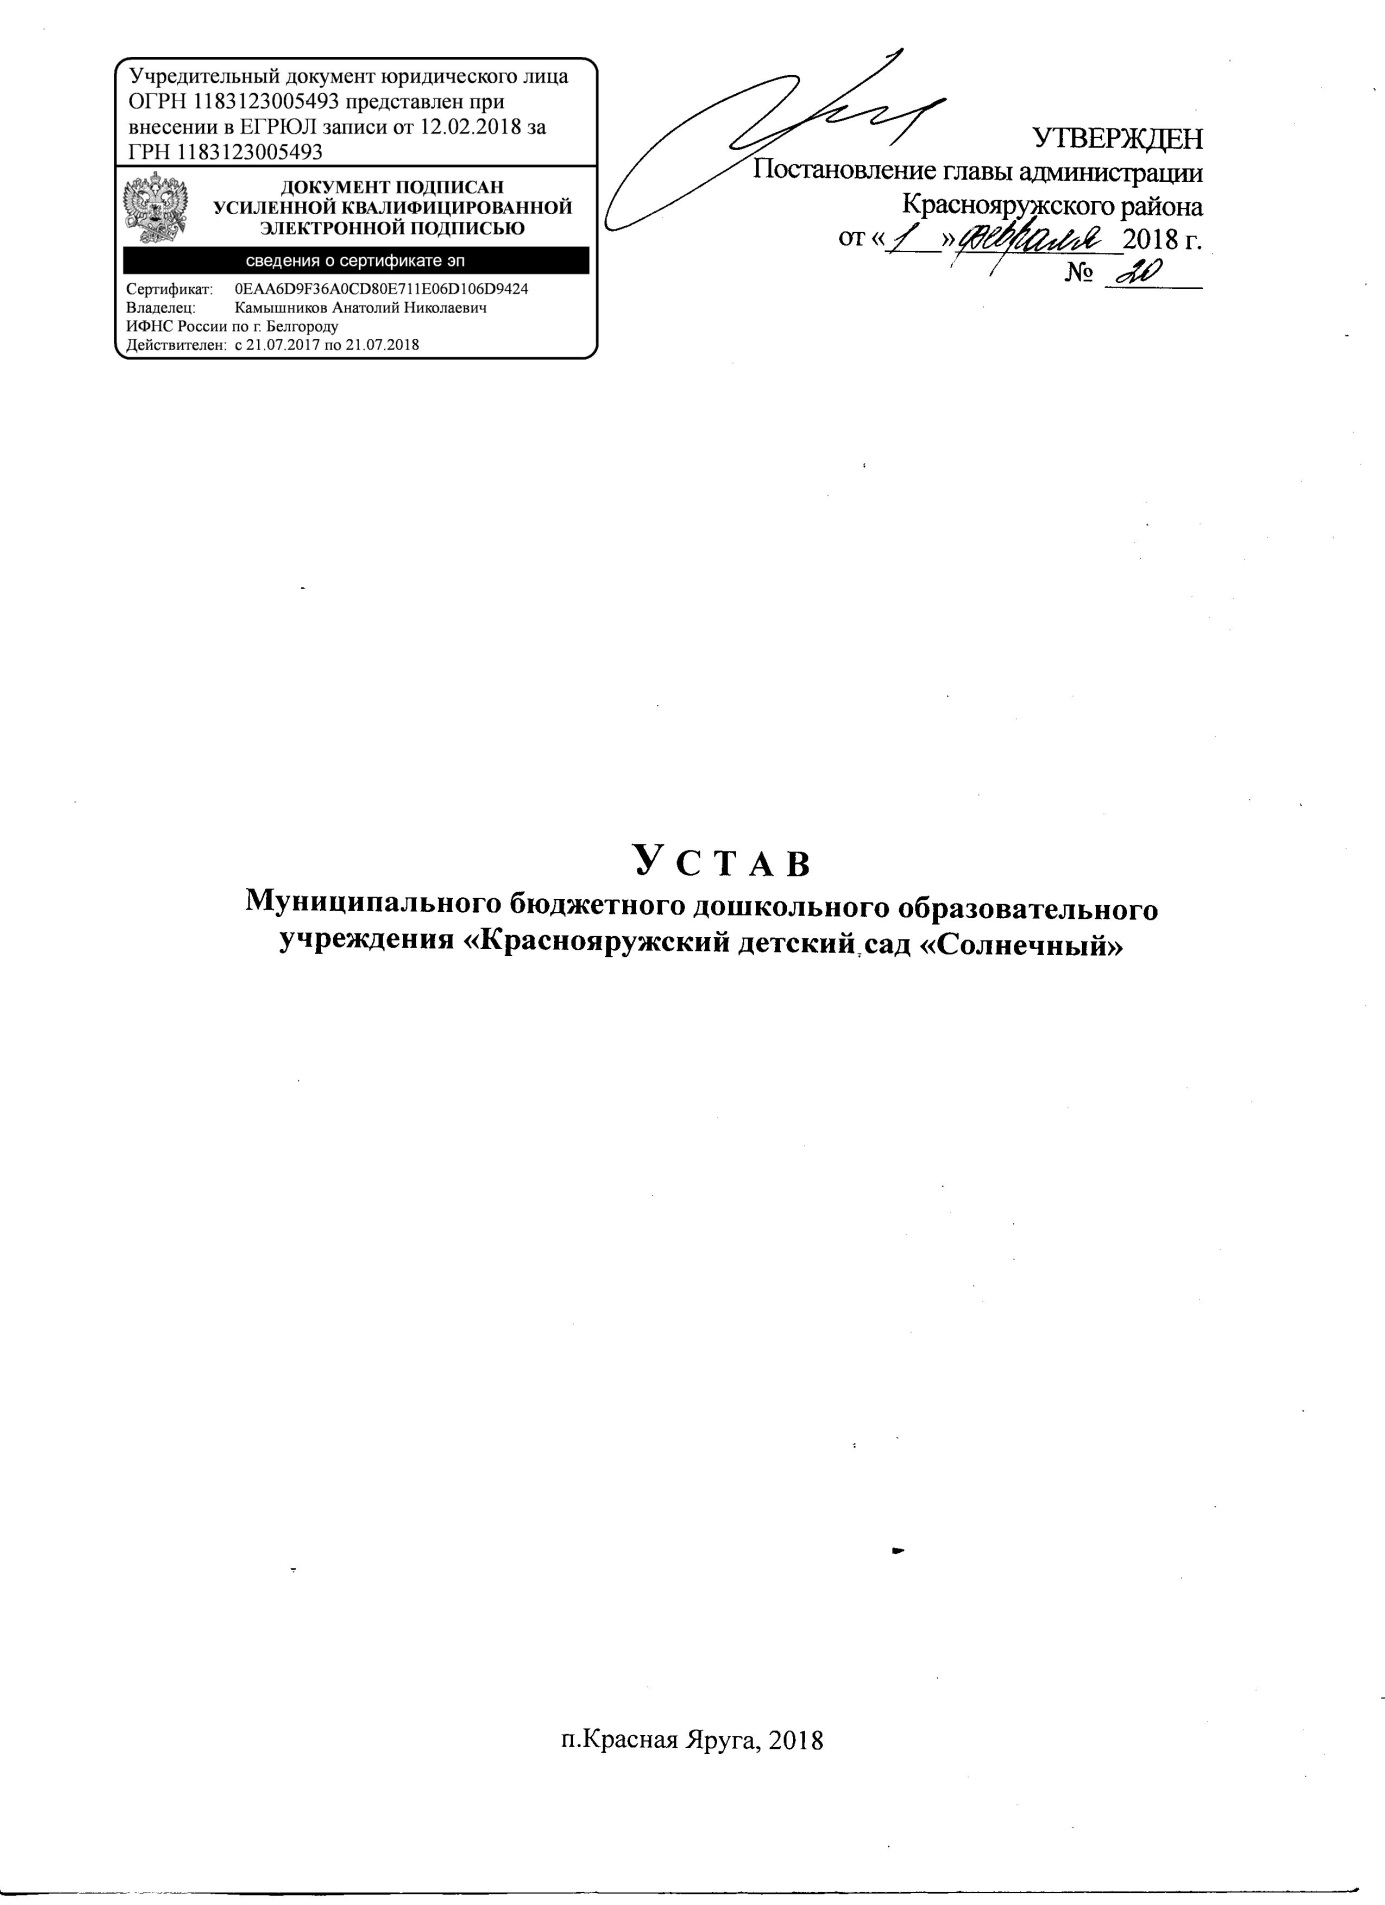 Учредительный документ юридического лица
ОГРН 1183123005493 представлен при
внесении в ЕГРЮЛ записи от 12.02.2018 за
ГРН 1183123005493
ДОКУМЕНТ ПОДПИСАН
УСИЛЕННОЙ КВАЛИФИЦИРОВАННОЙ
ЭЛЕКТРОННОЙ ПОДПИСЬЮ
сведения о сертификате эп
Сертификат: 0EAA6D9F36A0CD80E711E06D106D9424
Владелец: Камышников Анатолий Николаевич
ИФНС России по г. Белгороду
Действителен: с 21.07.2017 по 21.07.2018
УТВЕРЖДЕН
Постановление главы администрации
Краснояружского района
от «1» февраля 2018 г.
№ 20
УСТАВ
Муниципального бюджетного дошкольного образовательного
учреждения «Краснояружский детский сад «Солнечный»
п.Красная Яруга, 2018